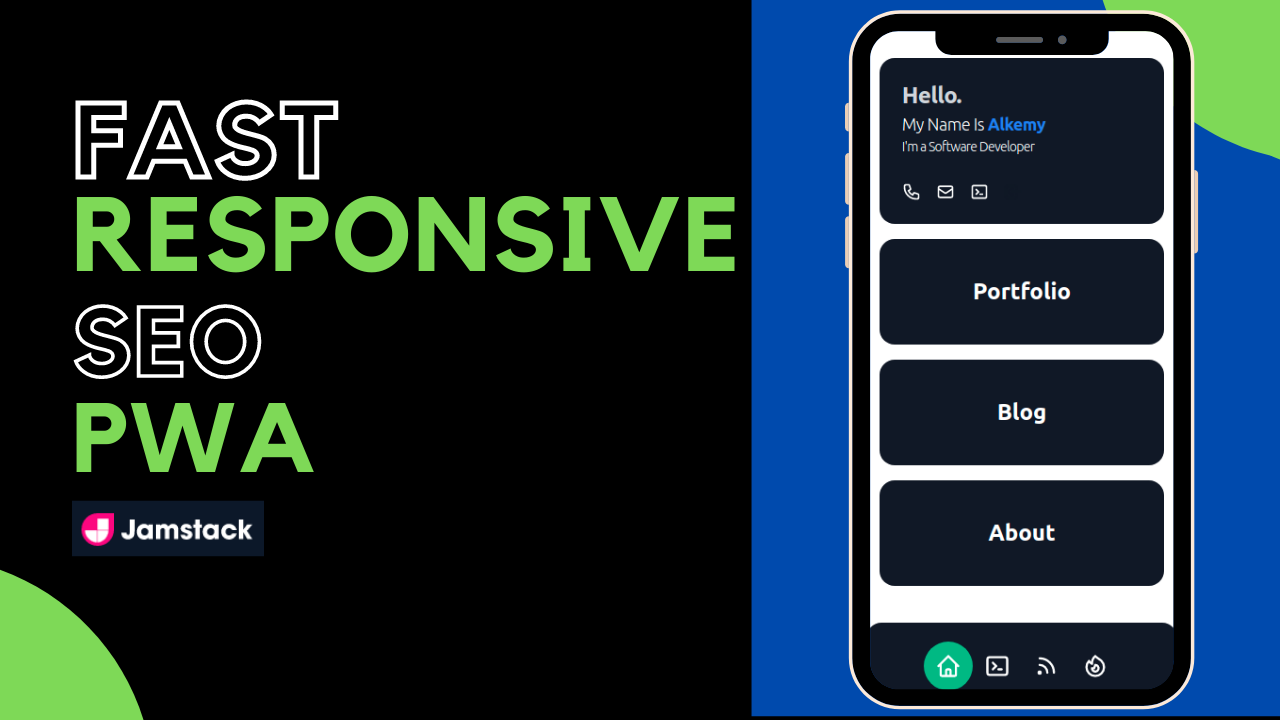 FAST
RESPONSIVE
SEO
PWA
Jamstack
Hello.
My Name Is Alkemy
I'm a Software Developer
Portfolio
Blog
About